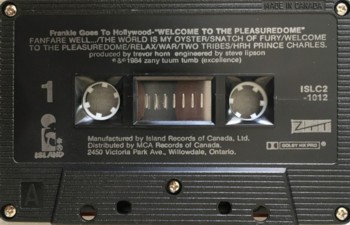 MADE IN CANADA
Frankie Goes To Hollywood-"WELCOME TO THE PLEASUREDOME"
FANFARE WELL.../THE WORLD IS MY OYSTER/SNATCH OF FURY/WELCOME
TO THE PLEASUREDOME/RELAX/WAR/TWO TRIBES/HRH PRINCE CHARLES.
produced by trevor horn engineered by steve lipson
℗ 1984 zang tuum tumb (excellence)
1
ISLC2
-1012
ISLAND
Manufactured by Island Records of Canada, Ltd.
Distributed by MCA Records of Canada.
2450 Victoria Park Ave., Willowdale, Ontario.
DOLBY HX PRO
A